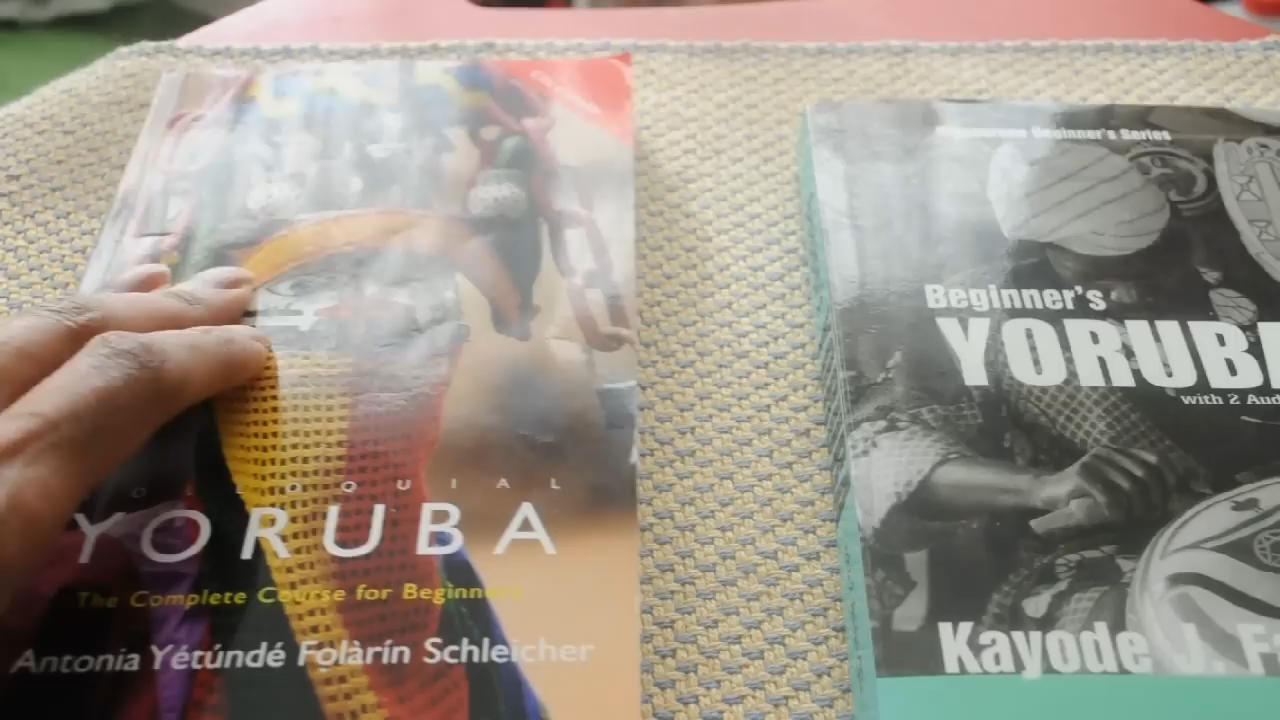 COLLOQUIAL
YORUBA
The Complete Course for Beginners
Antonia Yétúndé Folàrín Schleicher
Beginner's Series
Beginner's
YORUB
with 2 Aud
Kayode J. F